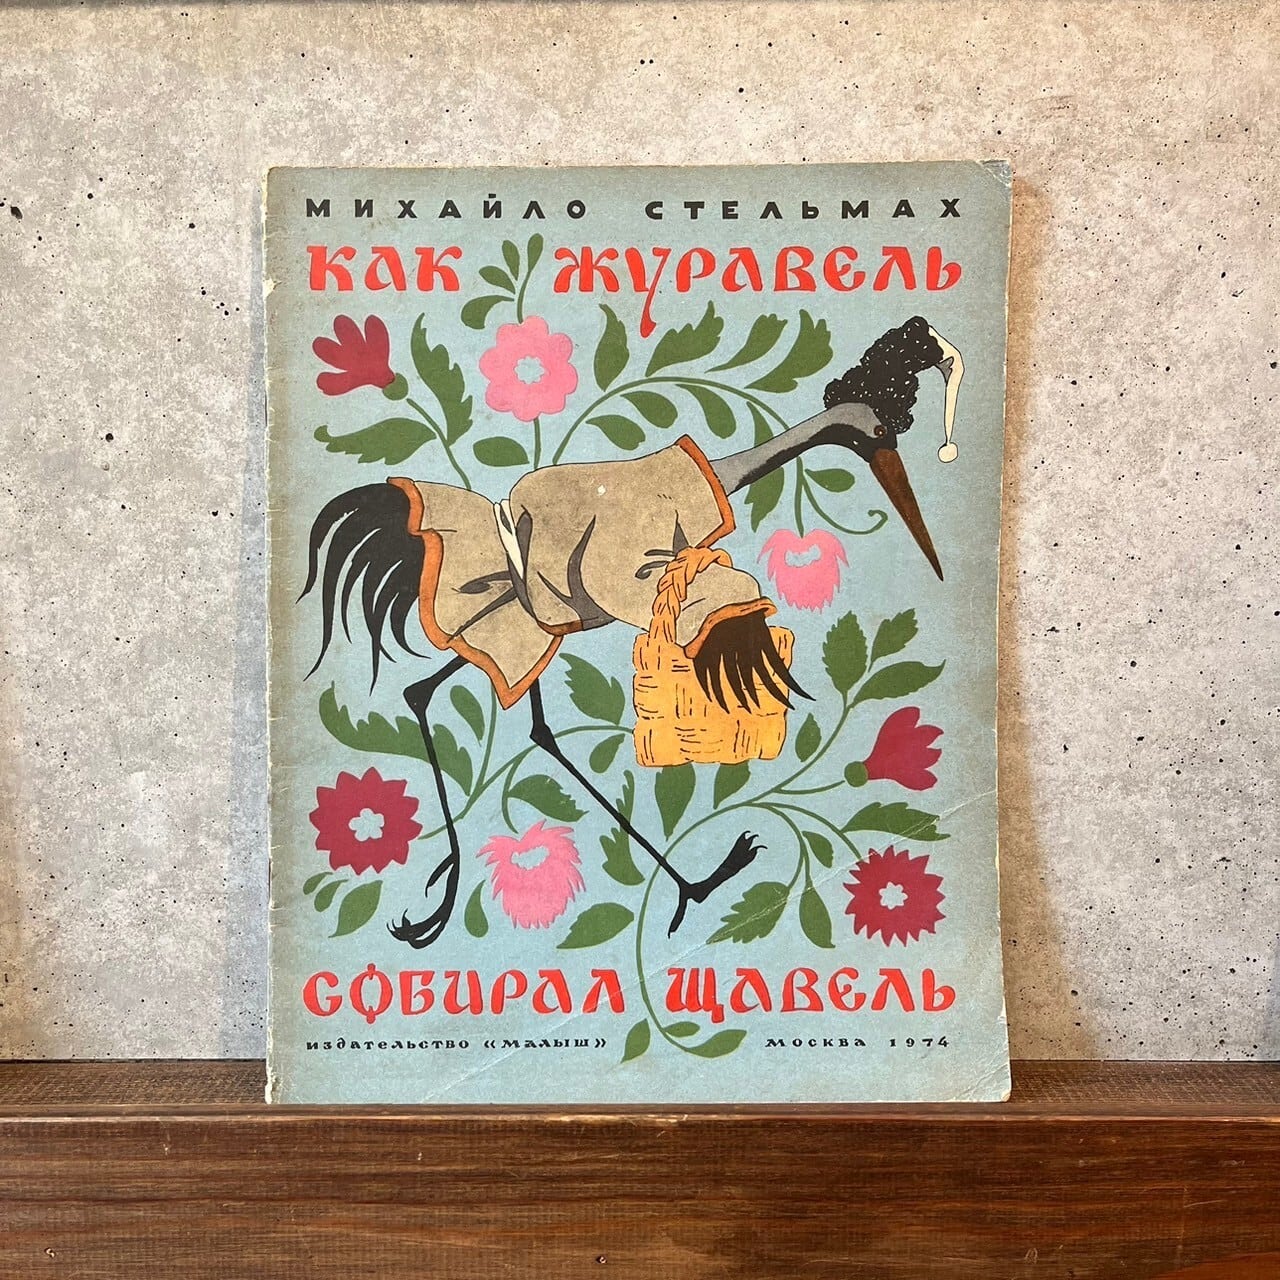 МИХАЙЛО СТЕЛЬМАХ
КАК ЖУРАВЕЛЬ
СОБИРАЛ ЩАВЕЛЬ
ИЗДАТЕЛЬСТВО «МАЛЫШ» МОСКВА 1974